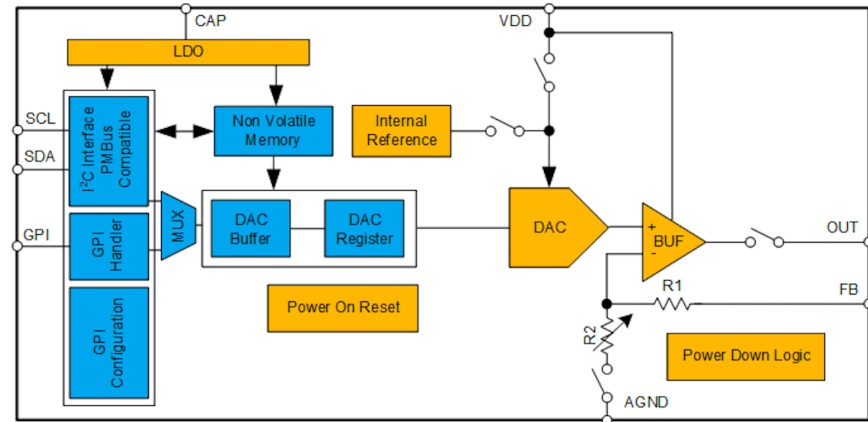 CAP
VDD
LDO
SCL
SDA
GPI
I²C Interface
PMBus
Compatible
Non Volatile
Memory
Internal
Reference
GPI
Handler
MUX
DAC
Buffer
DAC
Register
DAC
+
BUF
-
OUT
R1
FB
GPI
Configuration
Power On Reset
R2
Power Down Logic
AGND